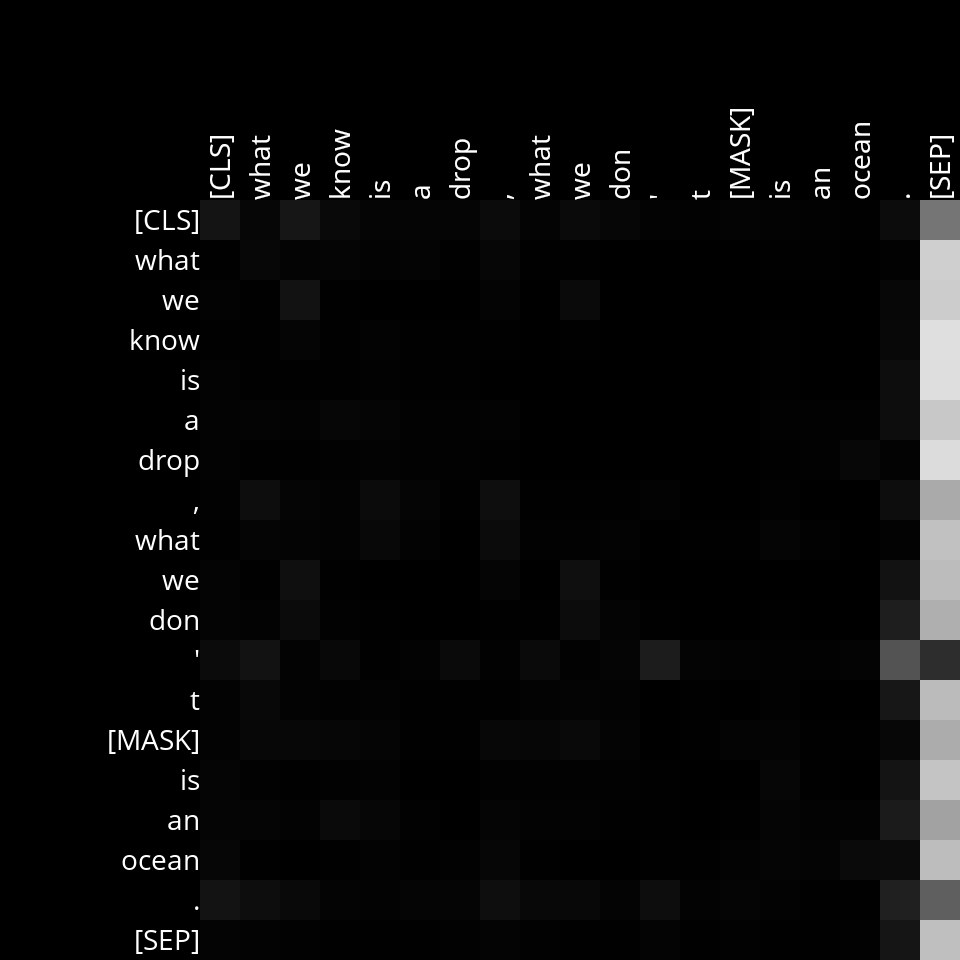 [CLS] what we know is a drop , what we don ' t [MASK] is an ocean . [SEP]
[CLS]
what
we
know
is
a
drop
,
what
we
don
'
t
[MASK]
is
an
ocean
.
[SEP]